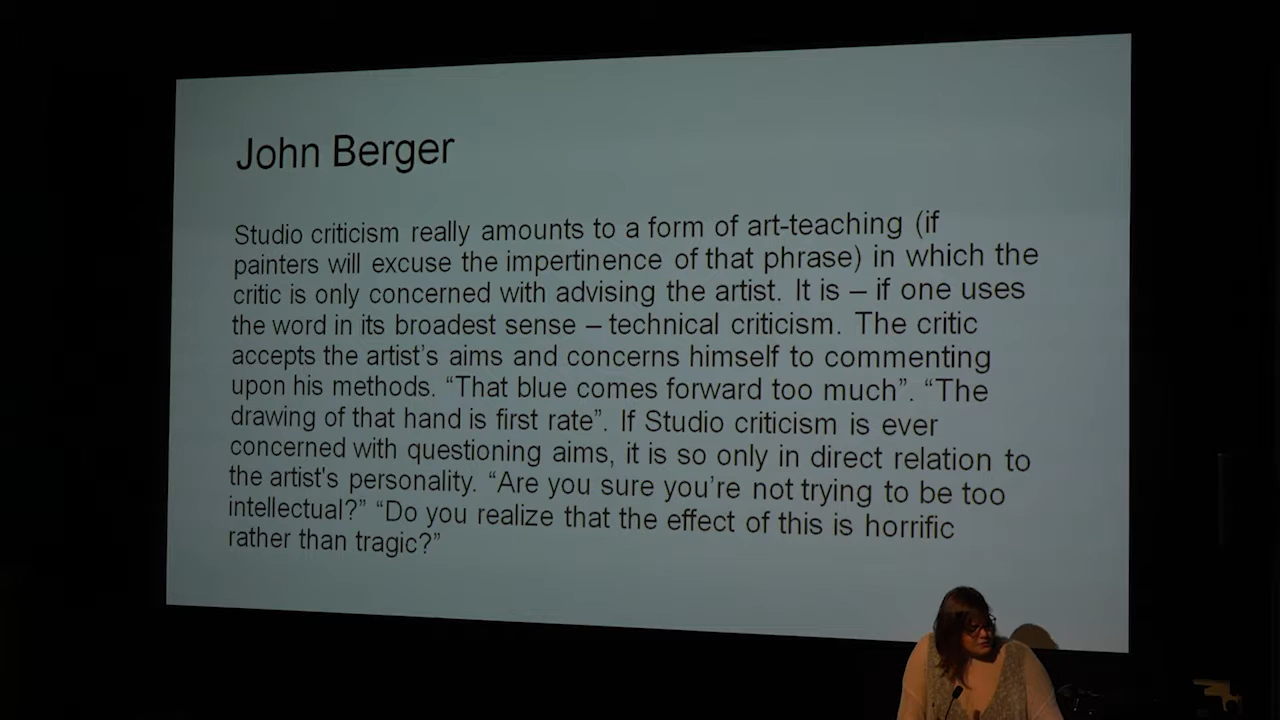 John Berger
Studio criticism really amounts to a form of art-teaching (if
painters will excuse the impertinence of that phrase) in which the
critic is only concerned with advising the artist. It is – if one uses
the word in its broadest sense – technical criticism. The critic
accepts the artist’s aims and concerns himself to commenting
upon his methods. “That blue comes forward too much”. “The
drawing of that hand is first rate”. If Studio criticism is ever
concerned with questioning aims, it is so only in direct relation to
the artist's personality. “Are you sure you’re not trying to be too
intellectual?” “Do you realize that the effect of this is horrific
rather than tragic?”